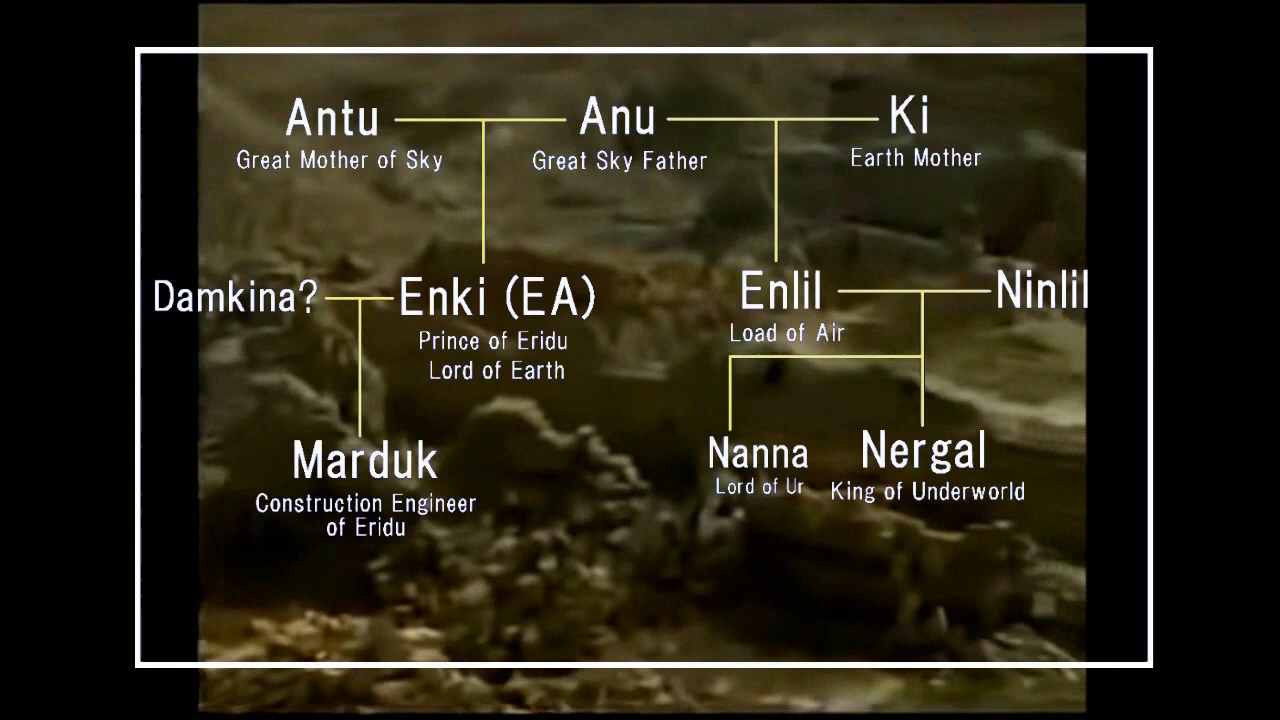 Antu
Great Mother of Sky
Anu
Great Sky Father
Ki
Earth Mother
Damkina?
Enki (EA)
Prince of Eridu
Lord of Earth
Enlil
Load of Air
Ninlil
Marduk
Construction Engineer
of Eridu
Nanna
Lord of Ur
Nergal
King of Underworld